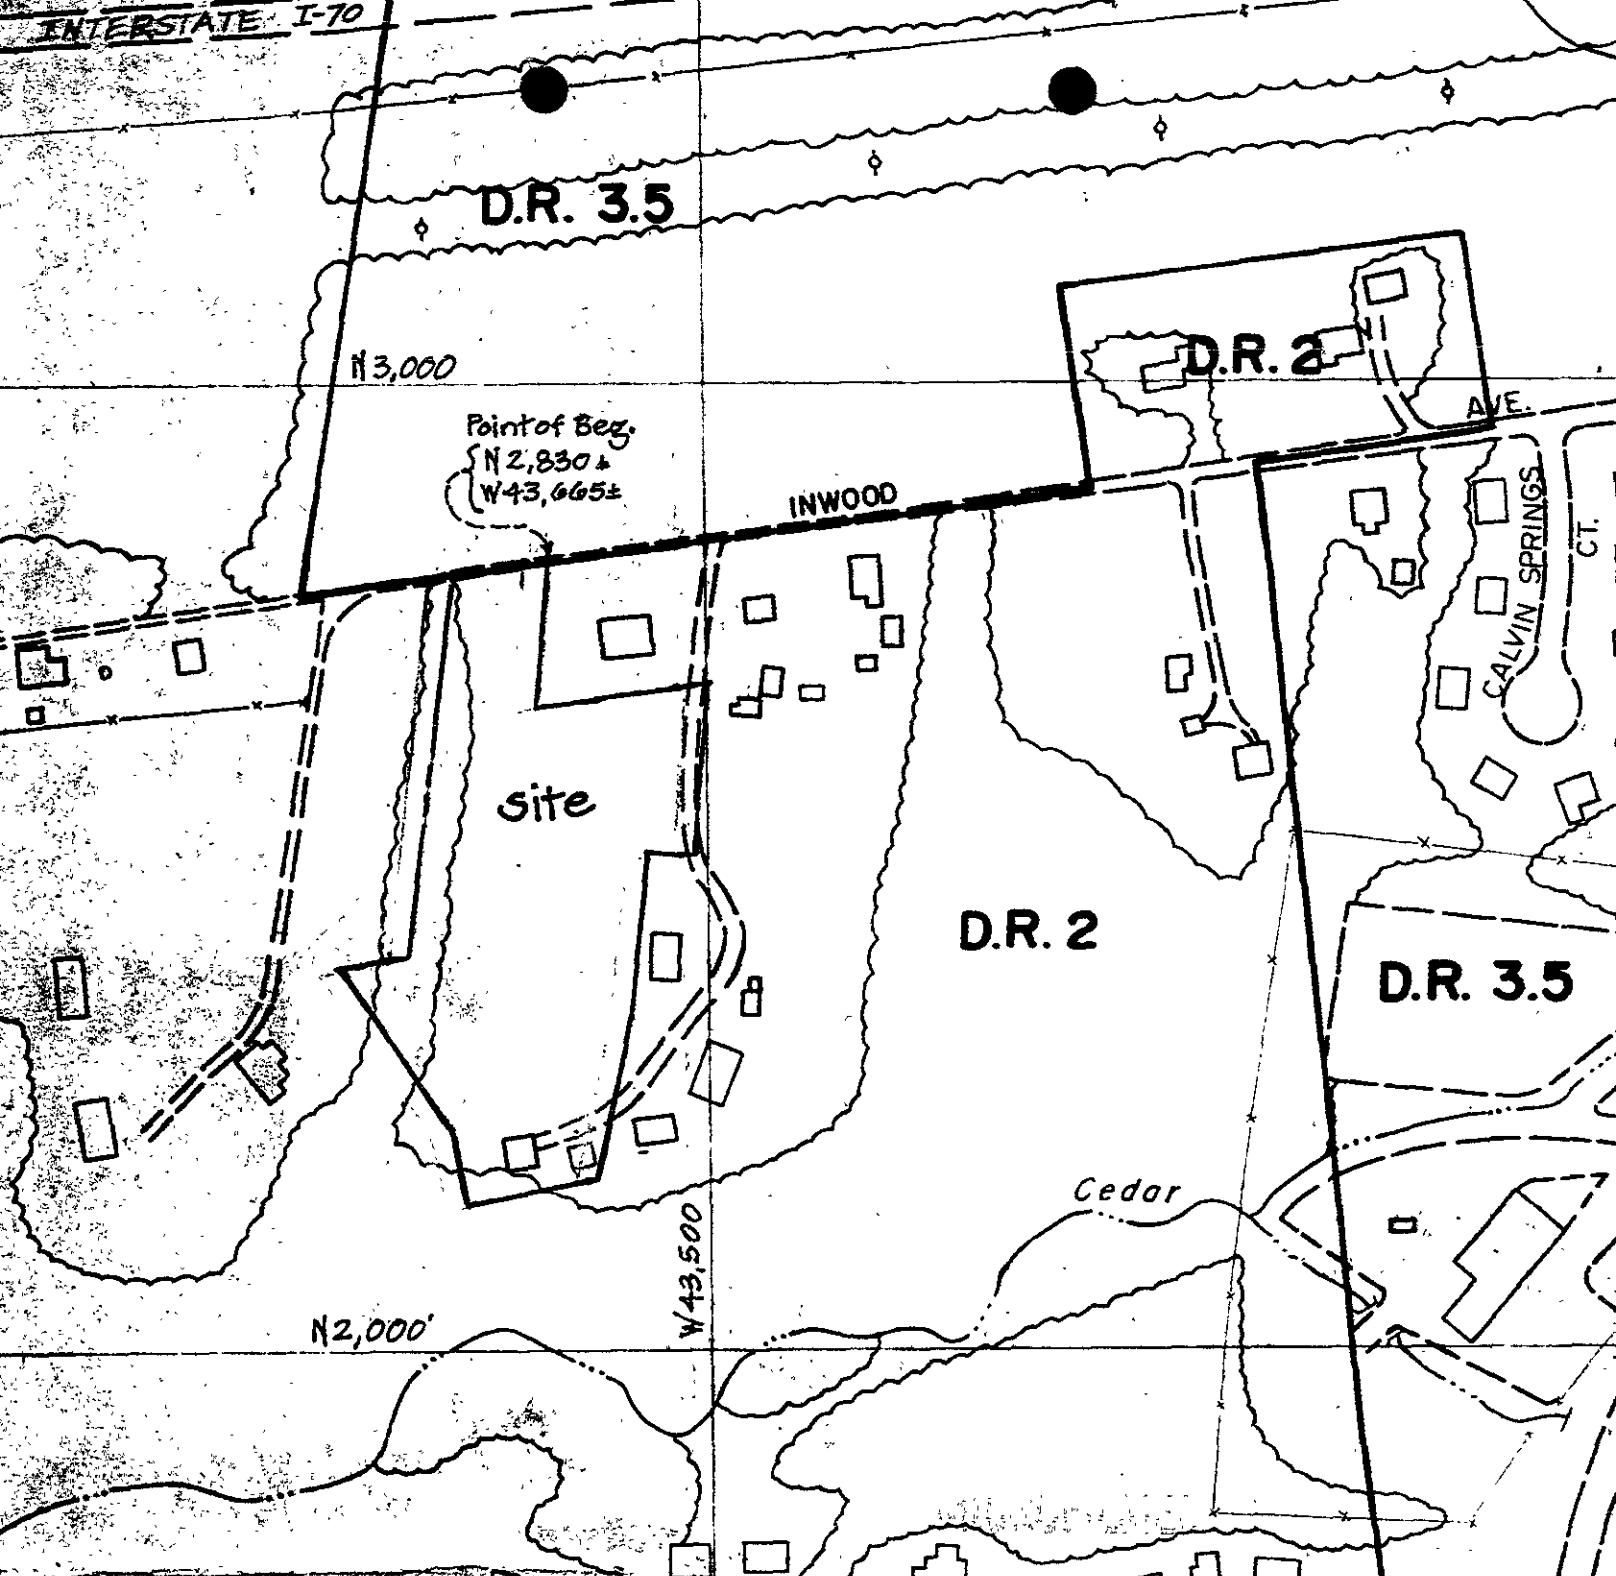 INTERSTATE I-70
D.R. 3.5
D.R. 2
N 3,000
AVE.
Point of Beg.
N 2,830 ±
W 43,665±
INWOOD
CALVIN SPRINGS
CT.
site
D.R. 2
D.R. 3.5
Cedar
W 43,500
N 2,000'